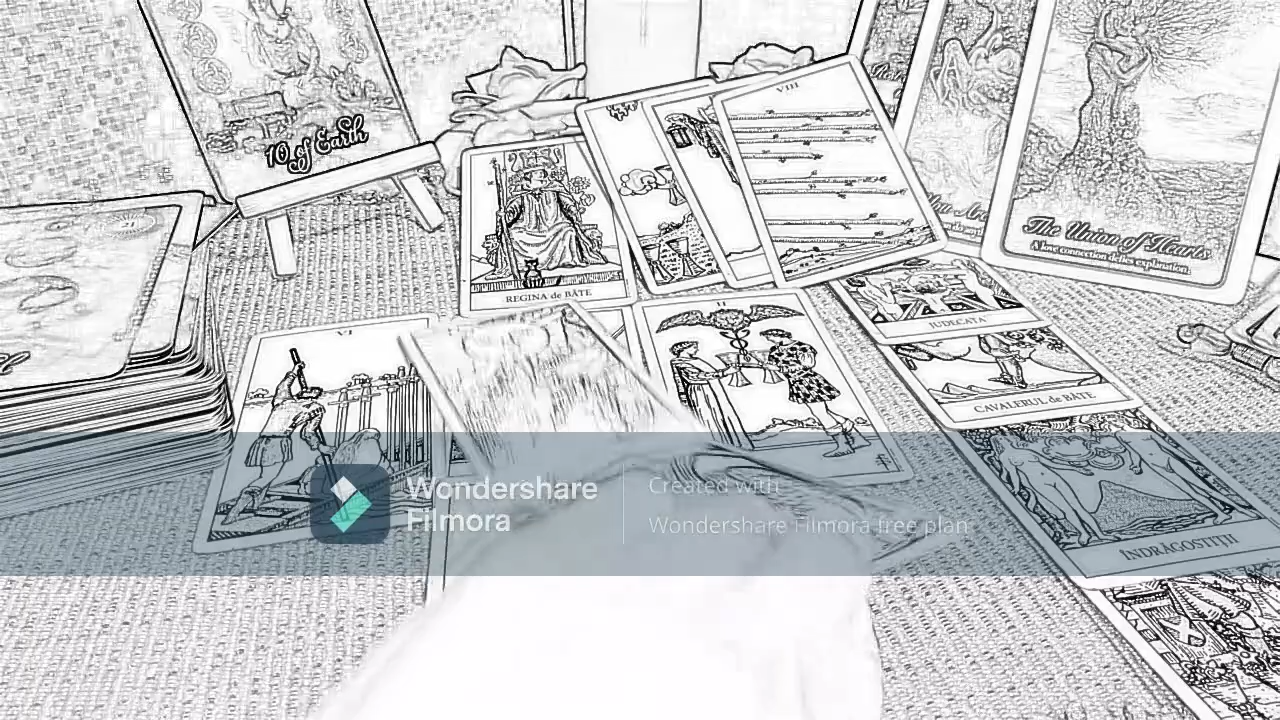 10 of Earth
VIII
REGINA de BÂTE
The Union of Hearts
A love connection defies explanation.
JUDECATA
VI
II
CAVALERUL de BÂTE
ÎNDRĂGOSTIȚII
Wondershare
Filmora
Created with
Wondershare Filmora free plan